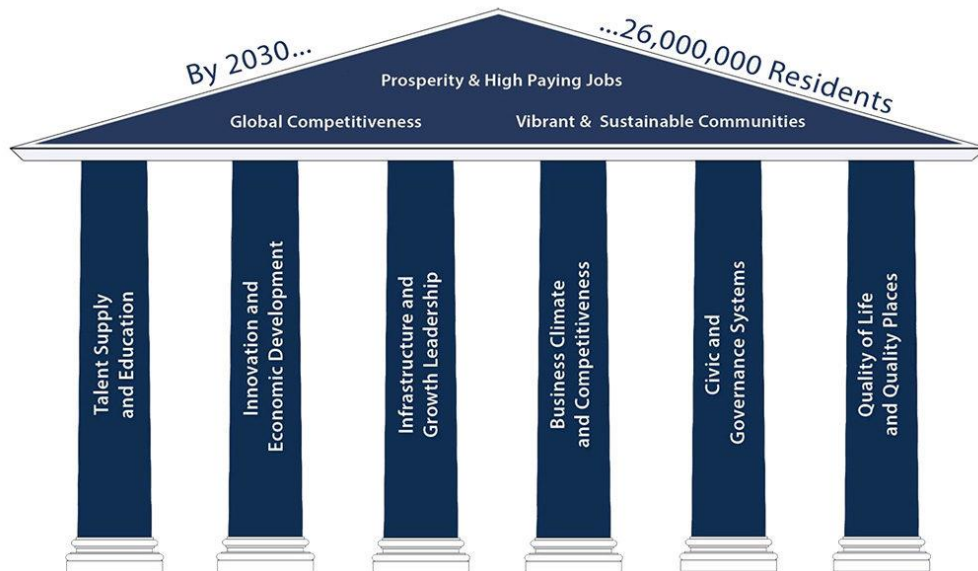 By 2030...
...26,000,000 Residents
Prosperity & High Paying Jobs
Global Competitiveness
Vibrant & Sustainable Communities
Talent Supply
and Education
Innovation and
Economic Development
Infrastructure and
Growth Leadership
Business Climate
and Competitiveness
Civic and
Governance Systems
Quality of Life
and Quality Places